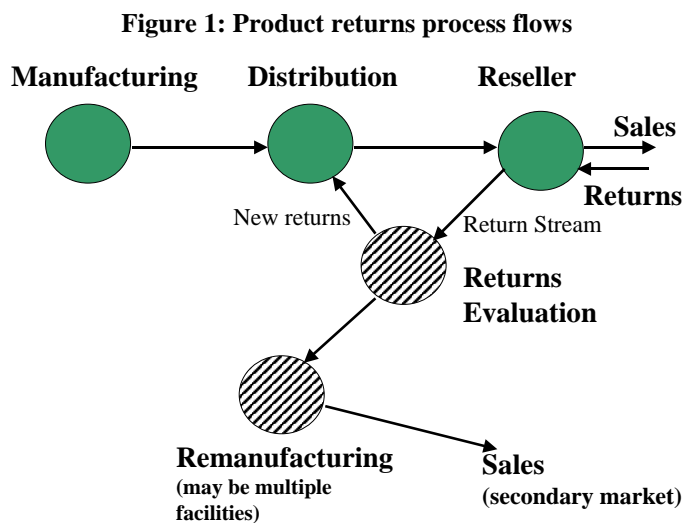 Figure 1: Product returns process flows
Manufacturing
Distribution
Reseller
Sales
Returns
New returns
Return Stream
Returns
Evaluation
Remanufacturing
(may be multiple
facilities)
Sales
(secondary market)